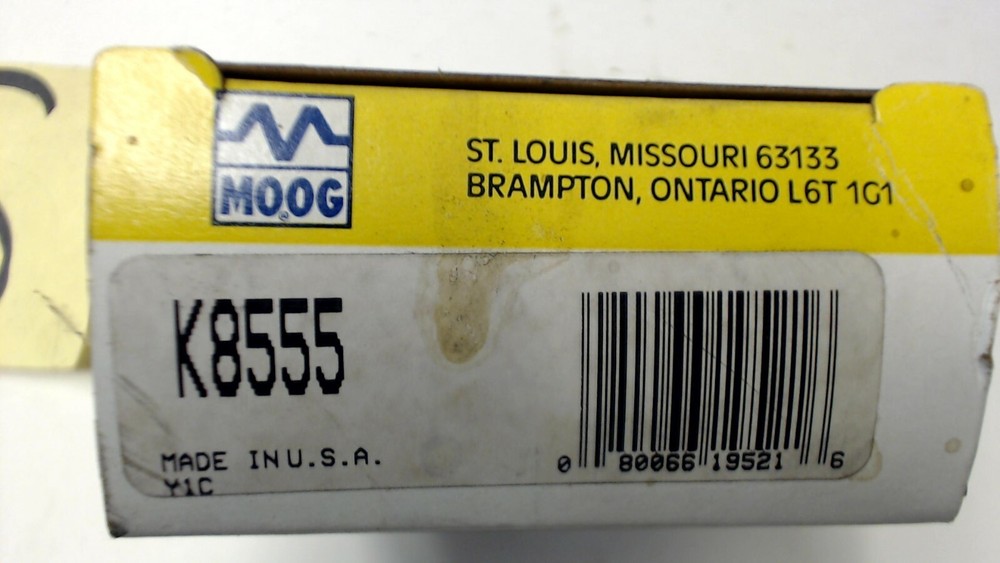 MOOG
ST. LOUIS, MISSOURI 63133
BRAMPTON, ONTARIO L6T 1G1
K8555
MADE IN U.S.A.
Y1C
0 80066 19521 6